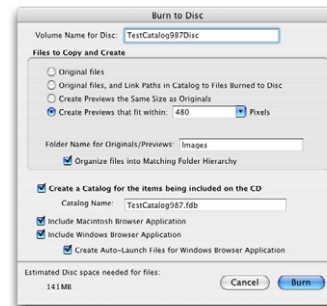 Burn to Disc
Volume Name for Disc: TestCatalog987Disc
Files to Copy and Create
Original files
Original files, and Link Paths in Catalog to Files Burned to Disc
Create Previews the Same Size as Originals
Create Previews that fit within: 480 Pixels
Folder Name for Originals/Previews: Images
Organize files into Matching Folder Hierarchy
Create a Catalog for the items being included on the CD
Catalog Name: TestCatalog987.fdb
Include Macintosh Browser Application
Include Windows Browser Application
Create Auto-Launch Files for Windows Browser Application
Estimated Disc space needed for files:
141MB
Cancel Burn